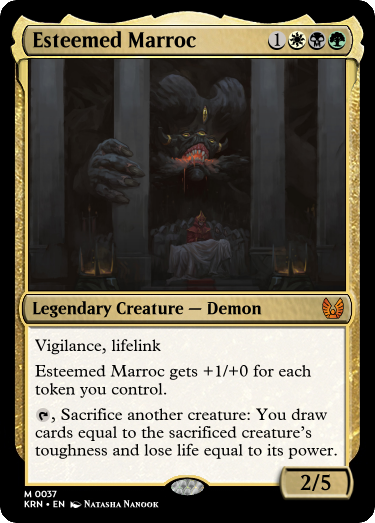 Esteemed Marroc 1
Legendary Creature — Demon
Vigilance, lifelink
Esteemed Marroc gets +1/+0 for each
token you control.
, Sacrifice another creature: You draw
cards equal to the sacrificed creature's
toughness and lose life equal to its power.
2/5
M 0037
KRN • EN Natasha Nanook